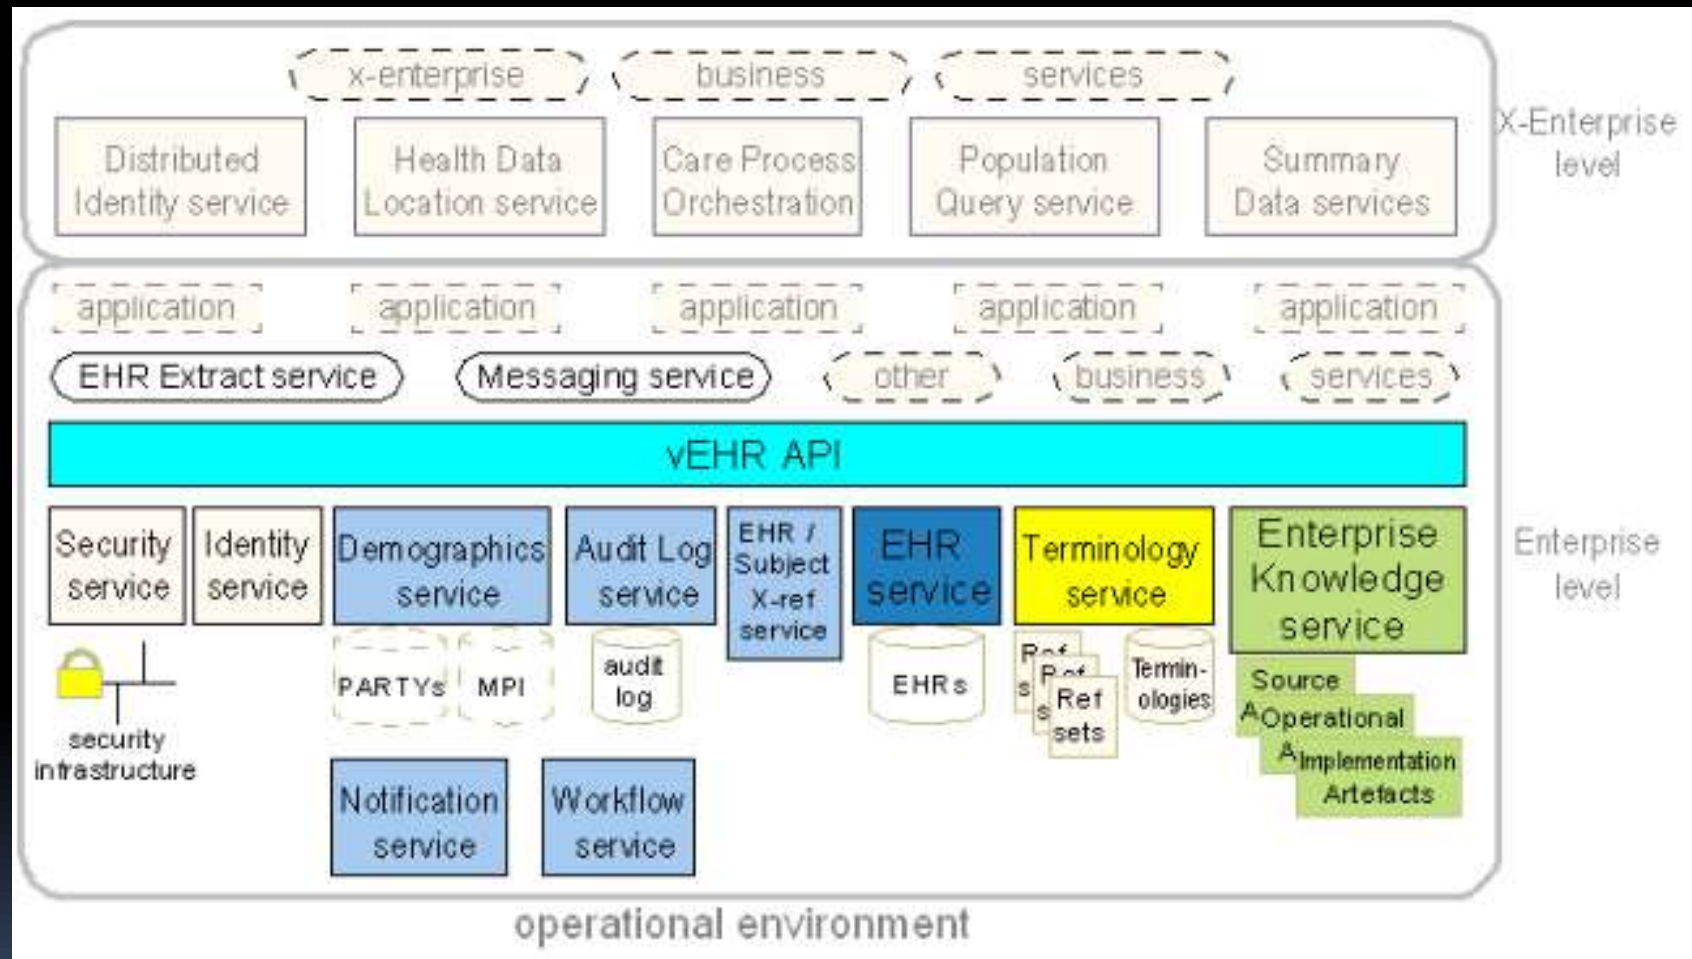 x-enterprise
business
services
Distributed
Identity service
Health Data
Location service
Care Process
Orchestration
Population
Query service
Summary
Data services
X-Enterprise
level
application
application
application
application
application
EHR Extract service
Messaging service
other
business
services
vEHR API
Security
service
Identity
service
Demographics
service
Audit Log
service
EHR /
Subject
X-ref
service
EHR
service
Terminology
service
Enterprise
Knowledge
service
Enterprise
level
security
infrastructure
PARTYs
MPI
audit
log
EHRs
Ref
s
Ref
s
Ref
sets
Termin-
ologies
Source
A
Operational
A
Implementation
Artefacts
Notification
service
Workflow
service
operational environment